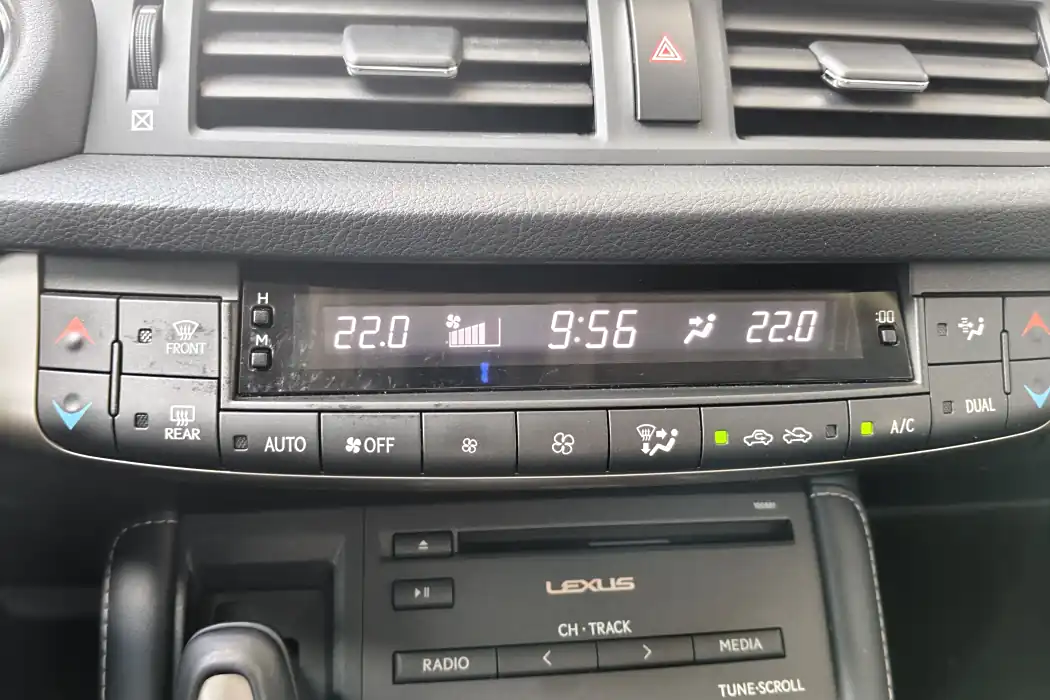 H
M
22.0
9:56
22.0
:00
FRONT
REAR
AUTO
OFF
DUAL
A/C
LEXUS
CH·TRACK
RADIO
<
>
MEDIA
TUNE·SCROLL